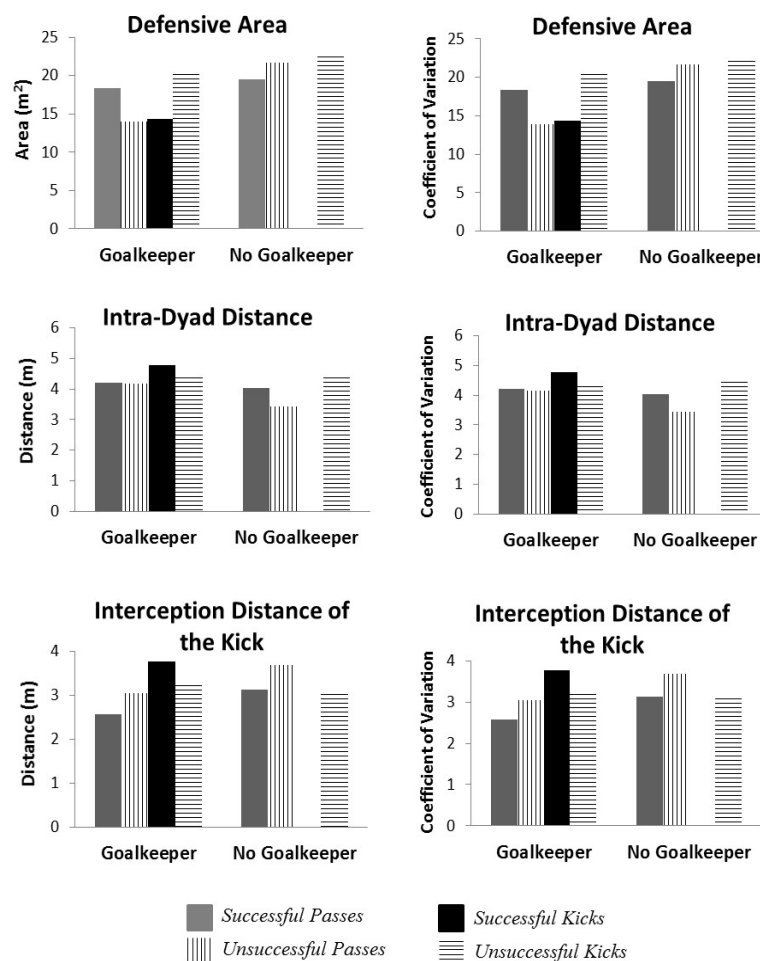 Defensive Area
Area (m²)
25
20
15
10
5
0
Goalkeeper
No Goalkeeper
Defensive Area
Coefficient of Variation
25
20
15
10
5
0
Goalkeeper
No Goalkeeper
Intra-Dyad Distance
Distance (m)
6
5
4
3
2
1
0
Goalkeeper
No Goalkeeper
Intra-Dyad Distance
Coefficient of Variation
6
5
4
3
2
1
0
Goalkeeper
No Goalkeeper
Interception Distance of
the Kick
Distance (m)
4
3
2
1
0
Goalkeeper
No Goalkeeper
Interception Distance of
the Kick
Coefficient of Variation
4
3
2
1
0
Goalkeeper
No Goalkeeper
Successful Passes
Successful Kicks
Unsuccessful Passes
Unsuccessful Kicks